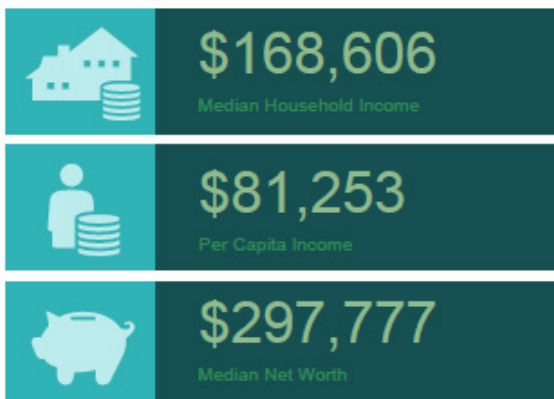 $168,606
Median Household Income
$81,253
Per Capita Income
$297,777
Median Net Worth